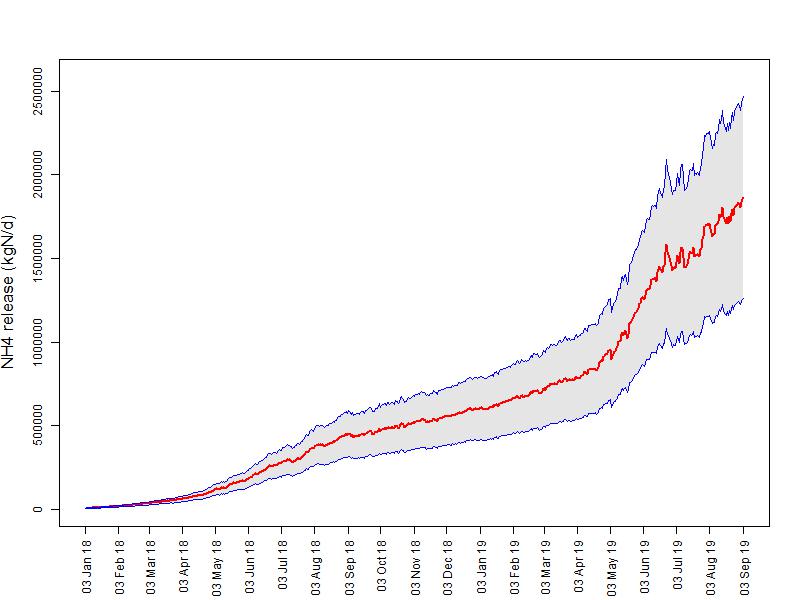 2500000
2000000
1500000
1000000
500000
0
NH4 release (kgN/d)
03 Jan 18
03 Feb 18
03 Mar 18
03 Apr 18
03 May 18
03 Jun 18
03 Jul 18
03 Aug 18
03 Sep 18
03 Oct 18
03 Nov 18
03 Dec 18
03 Jan 19
03 Feb 19
03 Mar 19
03 Apr 19
03 May 19
03 Jun 19
03 Jul 19
03 Aug 19
03 Sep 19